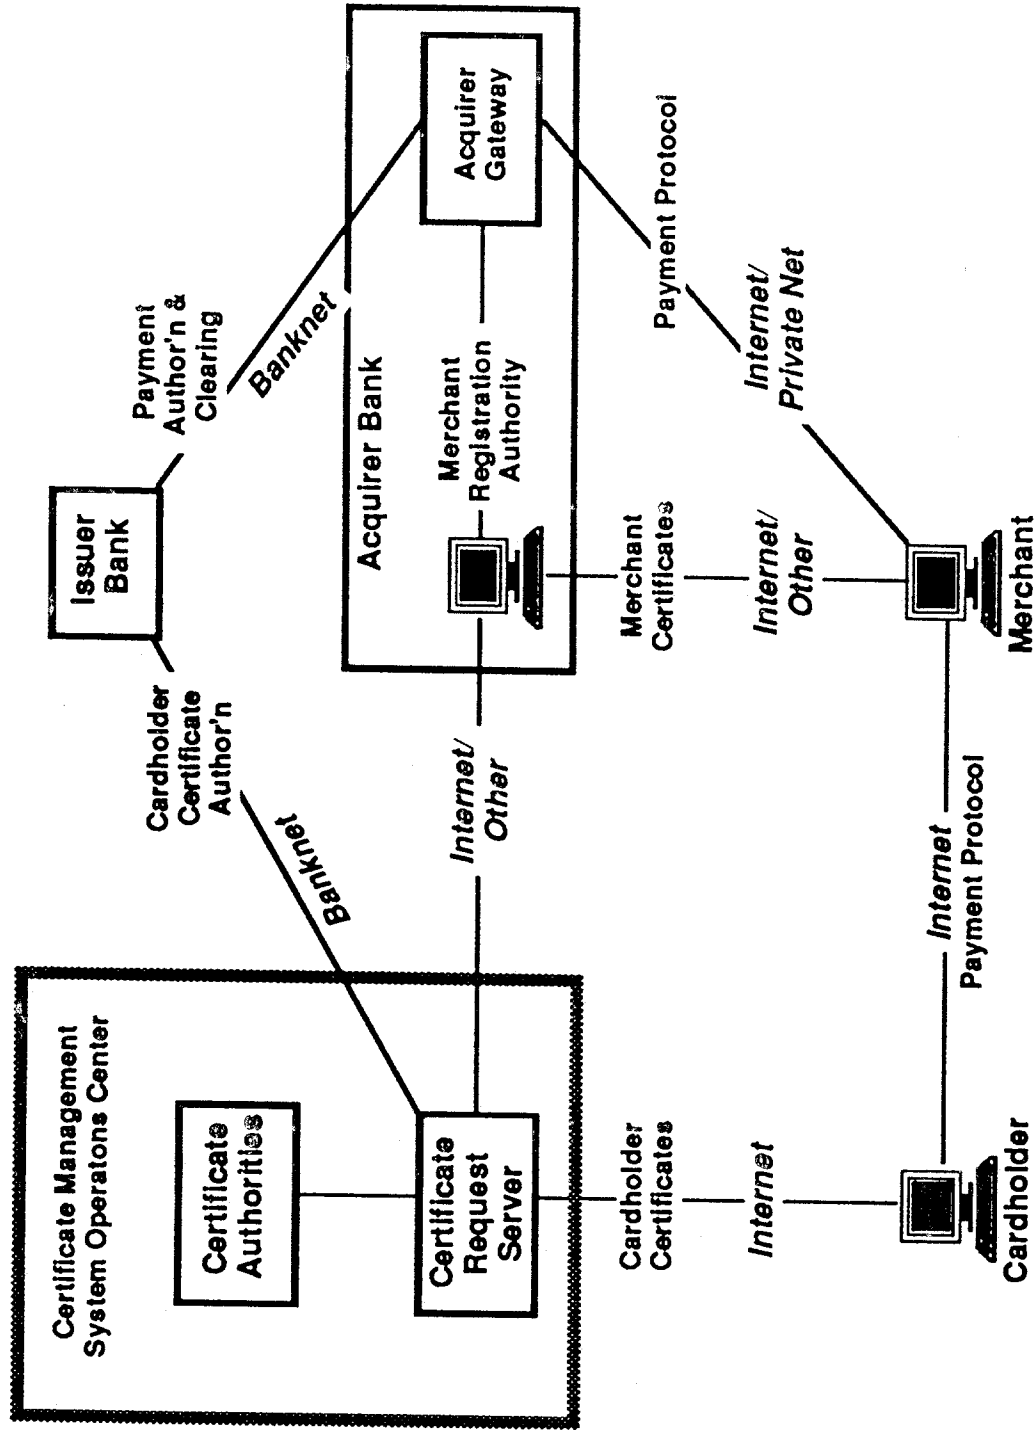 Certificate Management
System Operatons Center
Certificate
Authorities
Certificate
Request
Server
Issuer
Bank
Cardholder
Certificate
Author'n
Banknet
Payment
Author'n &
Clearing
Banknet
Acquirer Bank
Merchant
Registration
Authority
Acquirer
Gateway
Internet/
Other
Cardholder
Certificates
Internet
Merchant
Certificates
Internet/
Other
Payment Protocol
Internet/
Private Net
Internet
Payment Protocol
Cardholder
Merchant